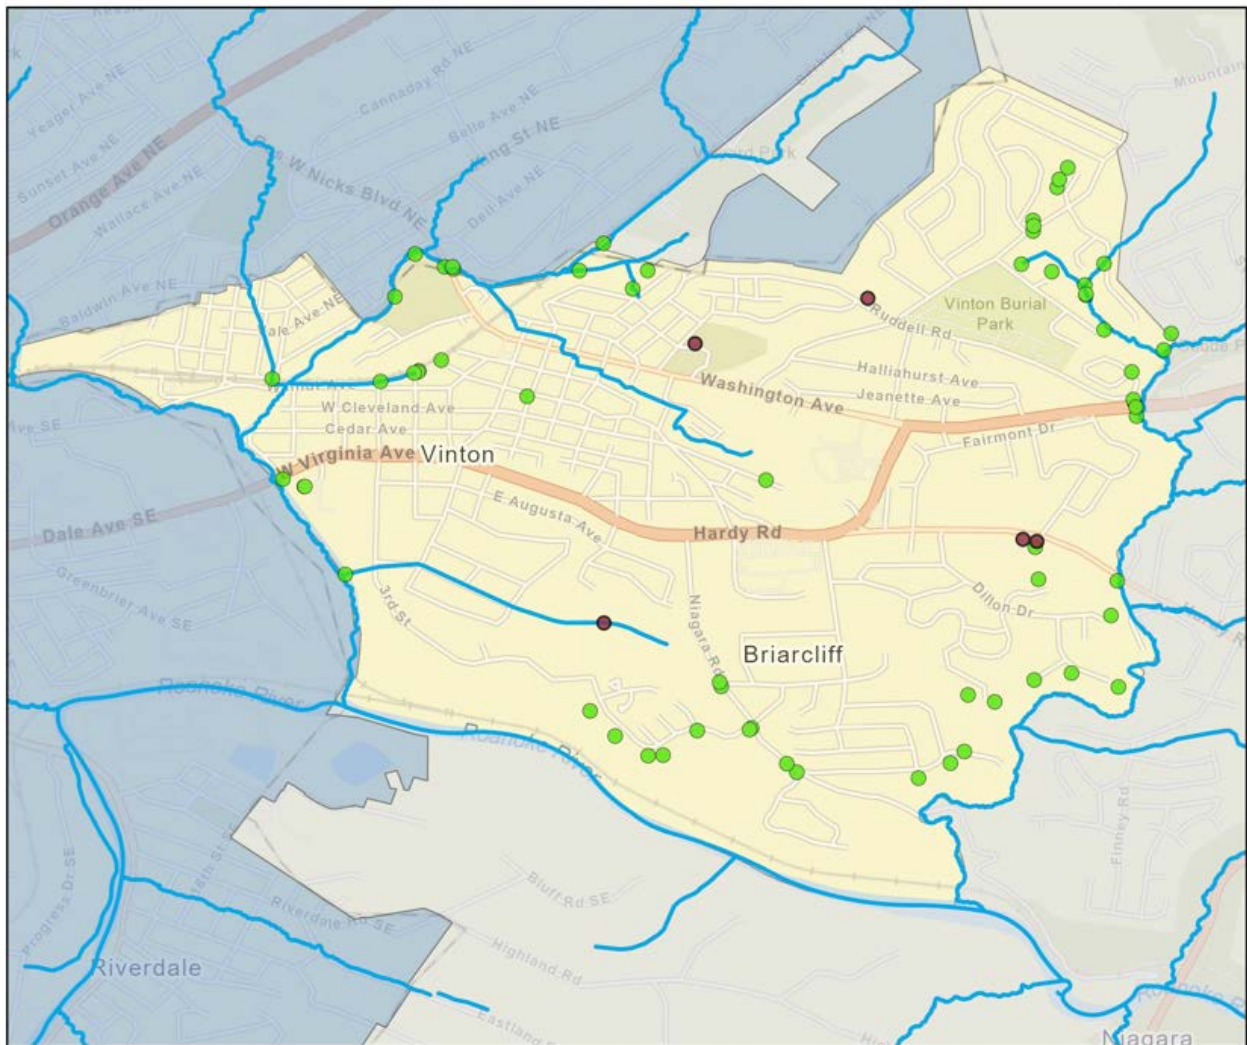 Cannaday Rd NE
Yeager Ave NE
Belle Ave NE
Mountain
King St NE
Sunset Ave NE
W Nicks Blvd NE
Orange Ave NE
Wallace Ave NE
Dell Ave NE
Baldwin Ave NE
Vinton Burial
Park
Ruddell Rd
Halliahurst Ave
Washington Ave
Jeanette Ave
W Cleveland Ave
Cedar Ave
Fairmont Dr
W Virginia Ave
Vinton
E Augusta Ave
Dale Ave SE
Hardy Rd
Greenbrier Ave SE
3rd St
Niagara Rd
Dillon Dr
Briarcliff
Roanoke River
Roanoke River
Finney Rd
Progress Dr SE
Bluff Rd SE
Riverdale Rd SE
Highland Rd
Riverdale
Niagara